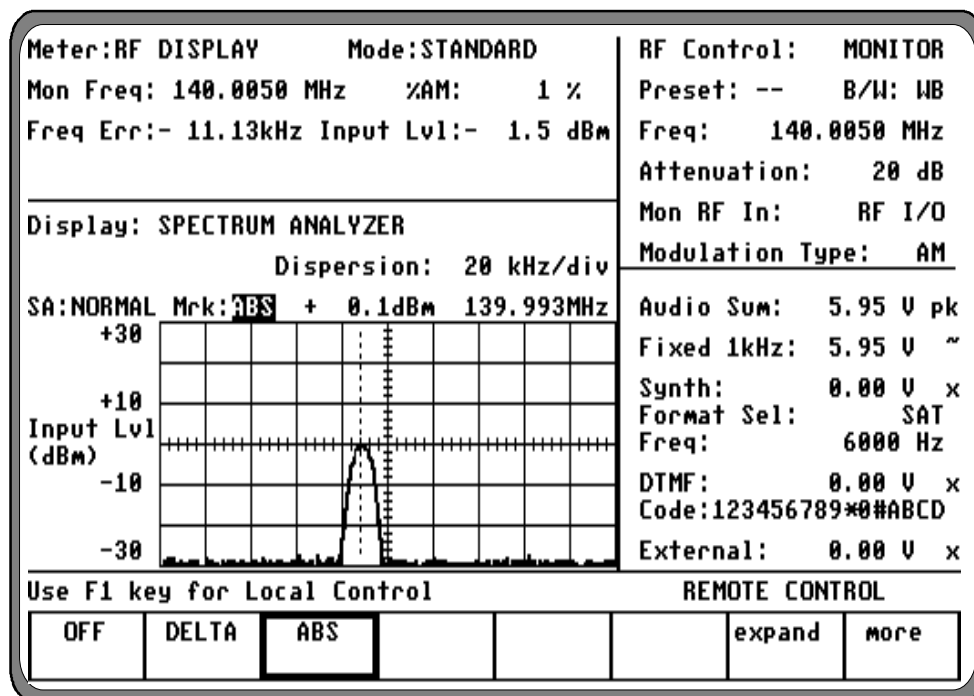 Meter:RF DISPLAY Mode:STANDARD
Mon Freq: 140.0050 MHz %AM: 1 %
Freq Err:- 11.13kHz Input Lvl:- 1.5 dBm
Display: SPECTRUM ANALYZER
Dispersion: 20 kHz/div
SA:NORMAL Mrk:ABS + 0.1dBm 139.993MHz
+30
+10
Input Lvl
(dBm)
-10
-30
RF Control: MONITOR
Preset: -- B/W: WB
Freq: 140.0050 MHz
Attenuation: 20 dB
Mon RF In: RF I/O
Modulation Type: AM
Audio Sum: 5.95 V pk
Fixed 1kHz: 5.95 V ~
Synth: 0.00 V x
Format Sel: SAT
Freq: 6000 Hz
DTMF: 0.00 V x
Code:123456789*0#ABCD
External: 0.00 V x
Use F1 key for Local Control REMOTE CONTROL
OFF DELTA ABS expand more